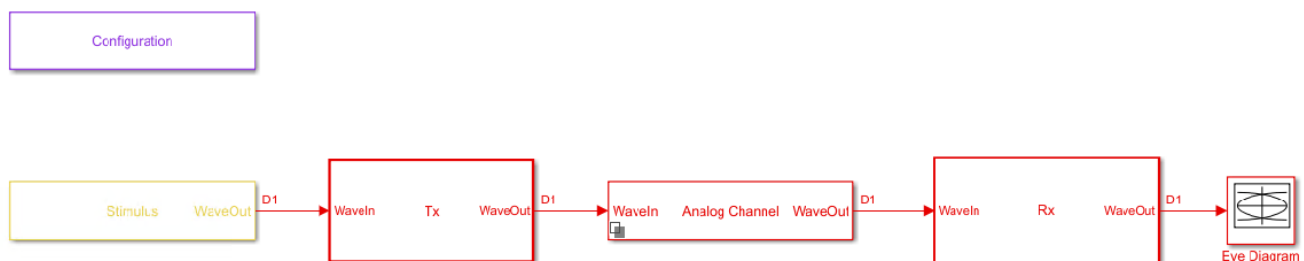 Configuration
D1 D1 D1 D1
Stimulus WaveOut WaveIn Tx WaveOut WaveIn Analog Channel WaveOut WaveIn Rx WaveOut
Eye Diagram